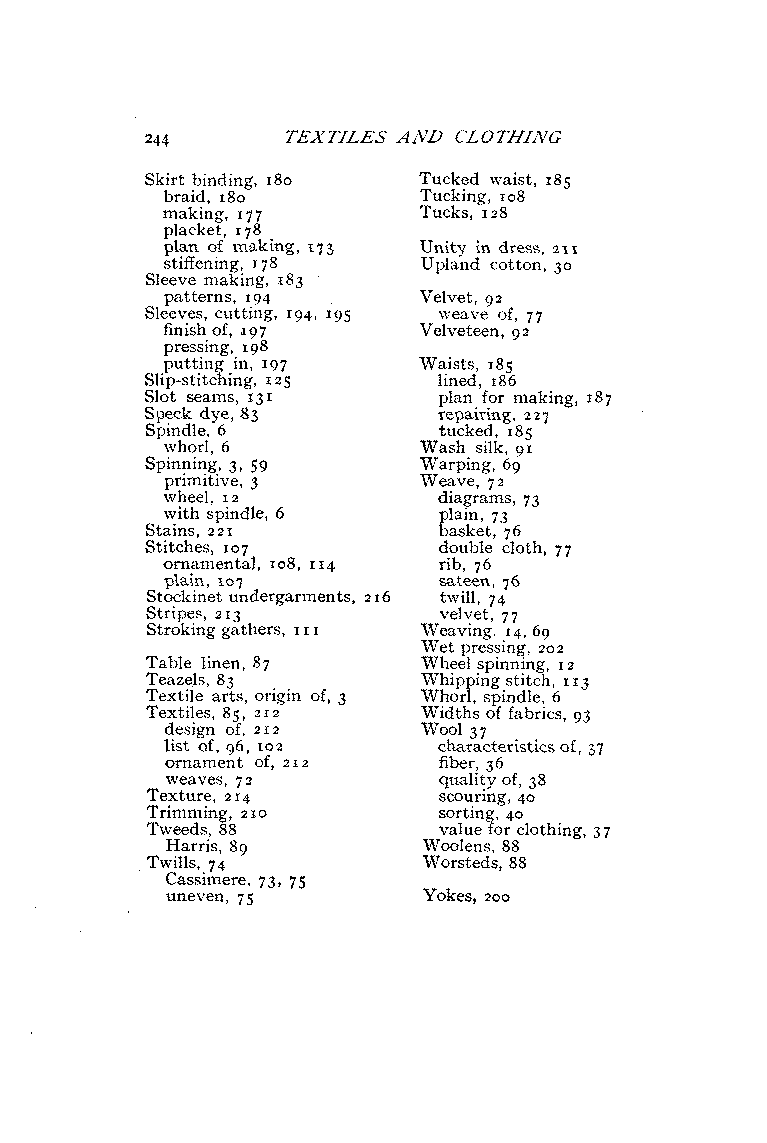 244 TEXTILES AND CLOTHING
Skirt binding, 180
braid, 180
making, 177
placket, 178
plan of making, 173
stiffening, 178
Sleeve making, 183
patterns, 194
Sleeves, cutting, 194, 195
finish of, 197
pressing, 198
putting in, 197
Slip-stitching, 125
Slot seams, 131
Speck dye, 83
Spindle, 6
whorl, 6
Spinning, 3, 59
primitive, 3
wheel, 12
with spindle, 6
Stains, 221
Stitches, 107
ornamental, 108, 114
plain, 107
Stockinet undergarments, 216
Stripes, 213
Stroking gathers, 111
Table linen, 87
Teazels, 83
Textile arts, origin of, 3
Textiles, 85, 212
design of, 212
list of, 96, 102
ornament of, 212
weaves, 72
Texture, 214
Trimming, 210
Tweeds, 88
Harris, 89
Twills, 74
Cassimere, 73, 75
uneven, 75
Tucked waist, 185
Tucking, 108
Tucks, 128
Unity in dress, 211
Upland cotton, 30
Velvet, 92
weave of, 77
Velveteen, 92
Waists, 185
lined, 186
plan for making, 187
repairing, 227
tucked, 185
Wash silk, 91
Warping, 69
Weave, 72
diagrams, 73
plain, 73
basket, 76
double cloth, 77
rib, 76
sateen, 76
twill, 74
velvet, 77
Weaving, 14, 69
Wet pressing, 202
Wheel spinning, 12
Whipping stitch, 113
Whorl, spindle, 6
Widths of fabrics, 93
Wool 37
characteristics of, 37
fiber, 36
quality of, 38
scouring, 40
sorting, 40
value for clothing, 37
Woolens, 88
Worsteds, 88
Yokes, 200